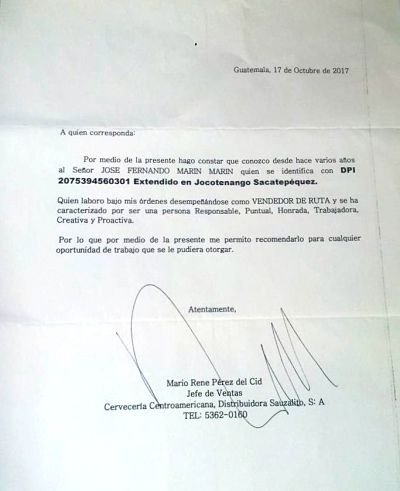 Guatemala, 17 de Octubre de 2017
A quien corresponda:
Por medio de la presente hago constar que conozco desde hace varios años
al Señor JOSE FERNANDO MARIN MARIN quien se identifica con DPI
2075394560301 Extendido en Jocotenango Sacatepéquez.
Quien laboro bajo mis órdenes desempeñándose como VENDEDOR DE RUTA y se ha
caracterizado por ser una persona Responsable, Puntual, Honrada, Trabajadora,
Creativa y Proactiva.
Por lo que por medio de la presente me permito recomendarlo para cualquier
oportunidad de trabajo que se le pudiera otorgar.
Atentamente,
Mario Rene Pérez del Cid
Jefe de Ventas
Cervecería Centroamericana, Distribuidora Sauzalito, S: A
TEL: 5362-0160